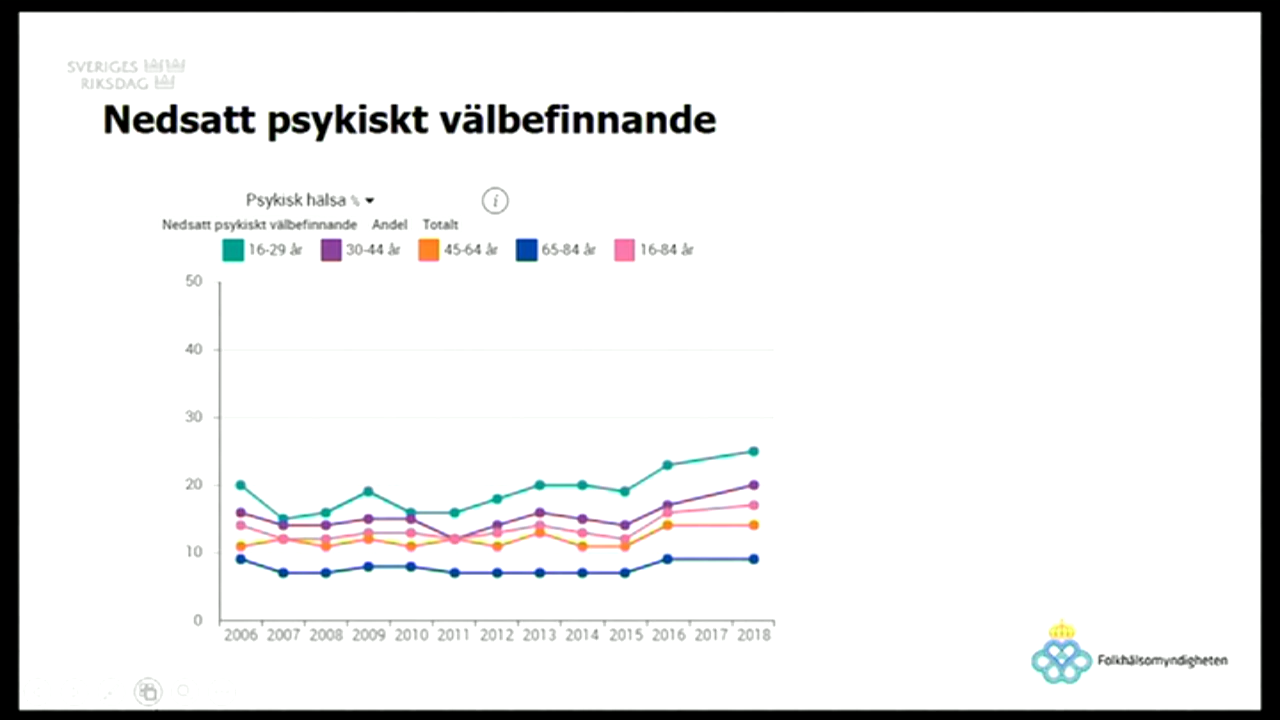 SVERIGES
RIKSDAG
Nedsatt psykiskt välbefinnande
Psykisk hälsa %
i
Nedsatt psykiskt välbefinnande Andel Totalt
16-29 år 30-44 år 45-64 år 65-84 år 16-84 år
50
40
30
20
10
0
2006 2007 2008 2009 2010 2011 2012 2013 2014 2015 2016 2017 2018
Folkhälsomyndigheten